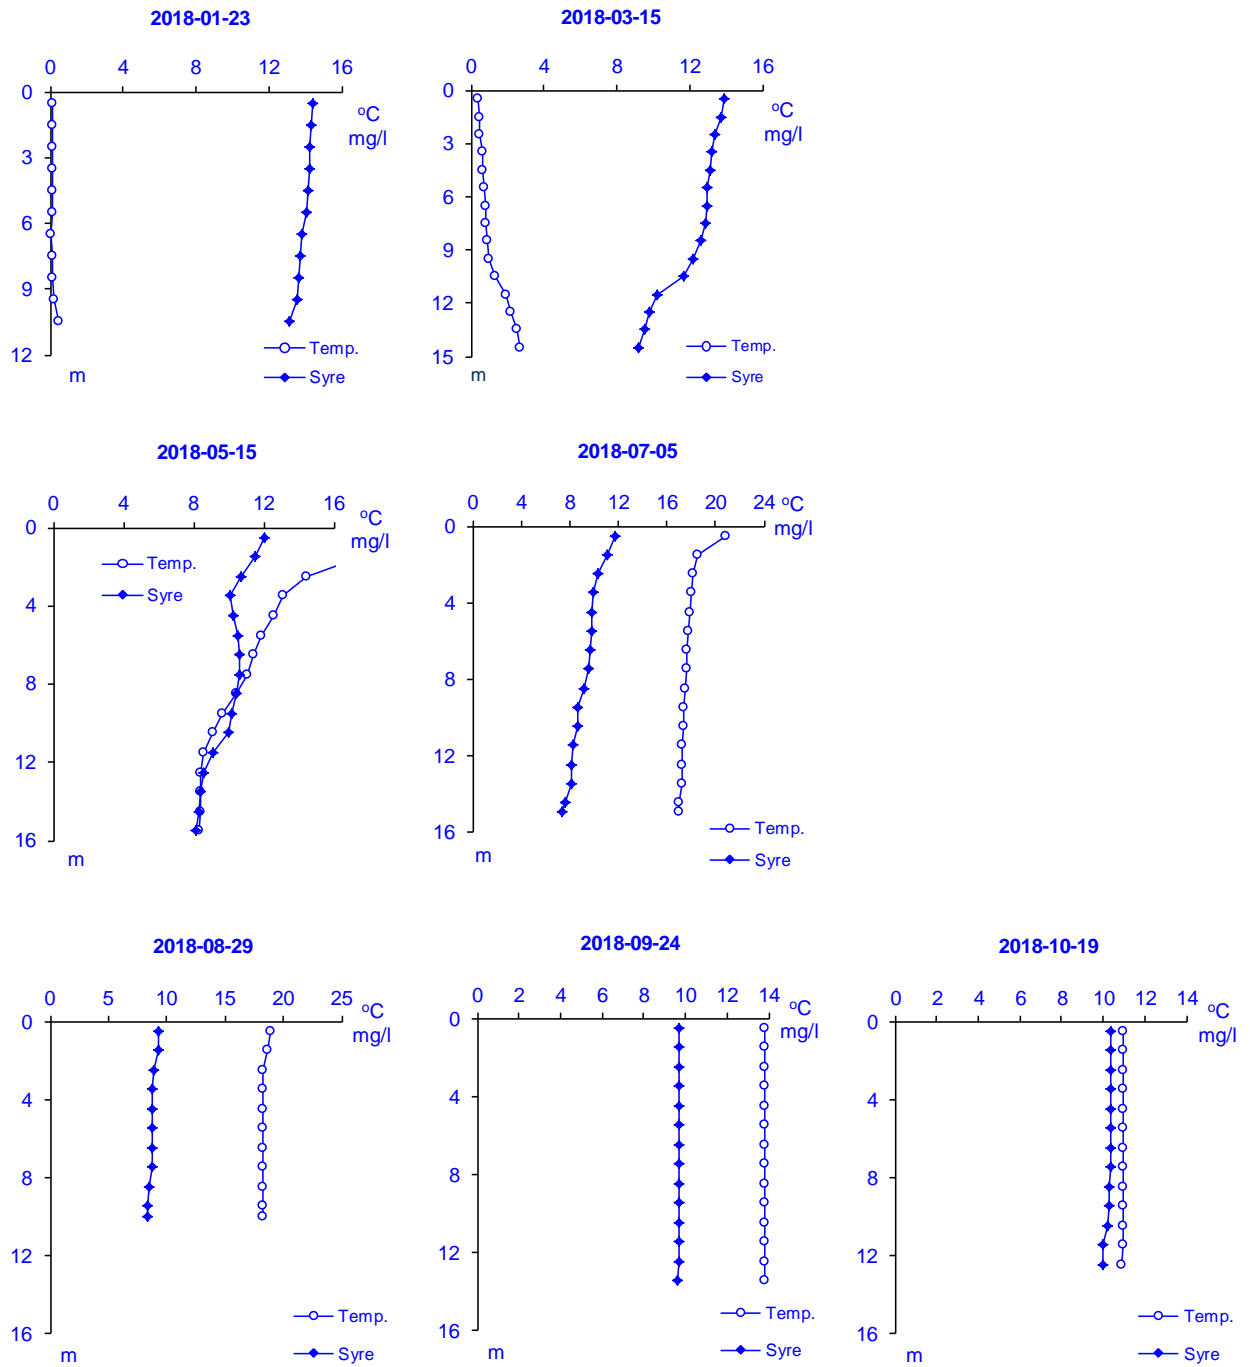 2018-01-23
0 4 8 12 16
0
3
6
9
12
°C
mg/l
Temp.
Syre
m
2018-03-15
0 4 8 12 16
0
3
6
9
12
15
°C
mg/l
Temp.
Syre
m
2018-05-15
0 4 8 12 16
0
4
8
12
16
°C
mg/l
Temp.
Syre
m
2018-07-05
0 4 8 12 16 20 24 °C
0
4
8
12
16
mg/l
Temp.
Syre
m
2018-08-29
0 5 10 15 20 25
0
4
8
12
16
°C
mg/l
Temp.
Syre
m
2018-09-24
0 2 4 6 8 10 12 14
0
4
8
12
16
°C
mg/l
Temp.
Syre
m
2018-10-19
0 2 4 6 8 10 12 14
0
4
8
12
16
°C
mg/l
Temp.
Syre
m